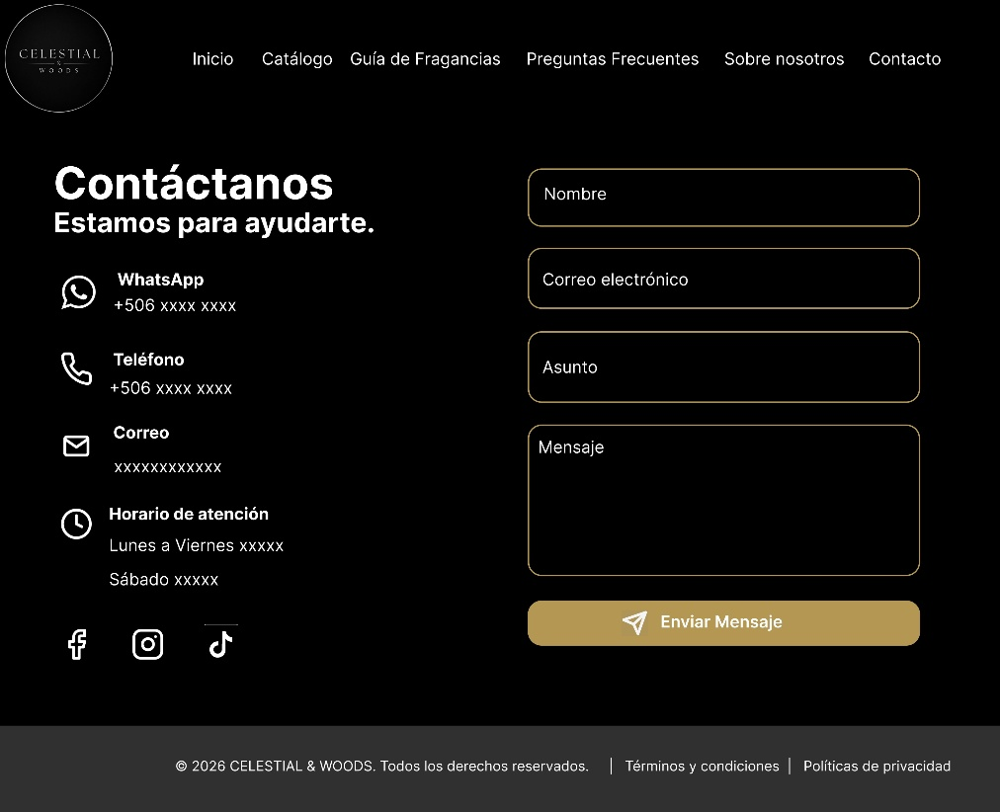 CELESTIAL
&
WOODS
Inicio Catálogo Guía de Fragancias Preguntas Frecuentes Sobre nosotros Contacto
Contáctanos
Estamos para ayudarte.
WhatsApp
+506 xxxx xxxx
Teléfono
+506 xxxx xxxx
Correo
xxxxxxxxxxxx
Horario de atención
Lunes a Viernes xxxxx
Sábado xxxxx
Nombre
Correo electrónico
Asunto
Mensaje
Enviar Mensaje
© 2026 CELESTIAL & WOODS. Todos los derechos reservados. | Términos y condiciones | Políticas de privacidad